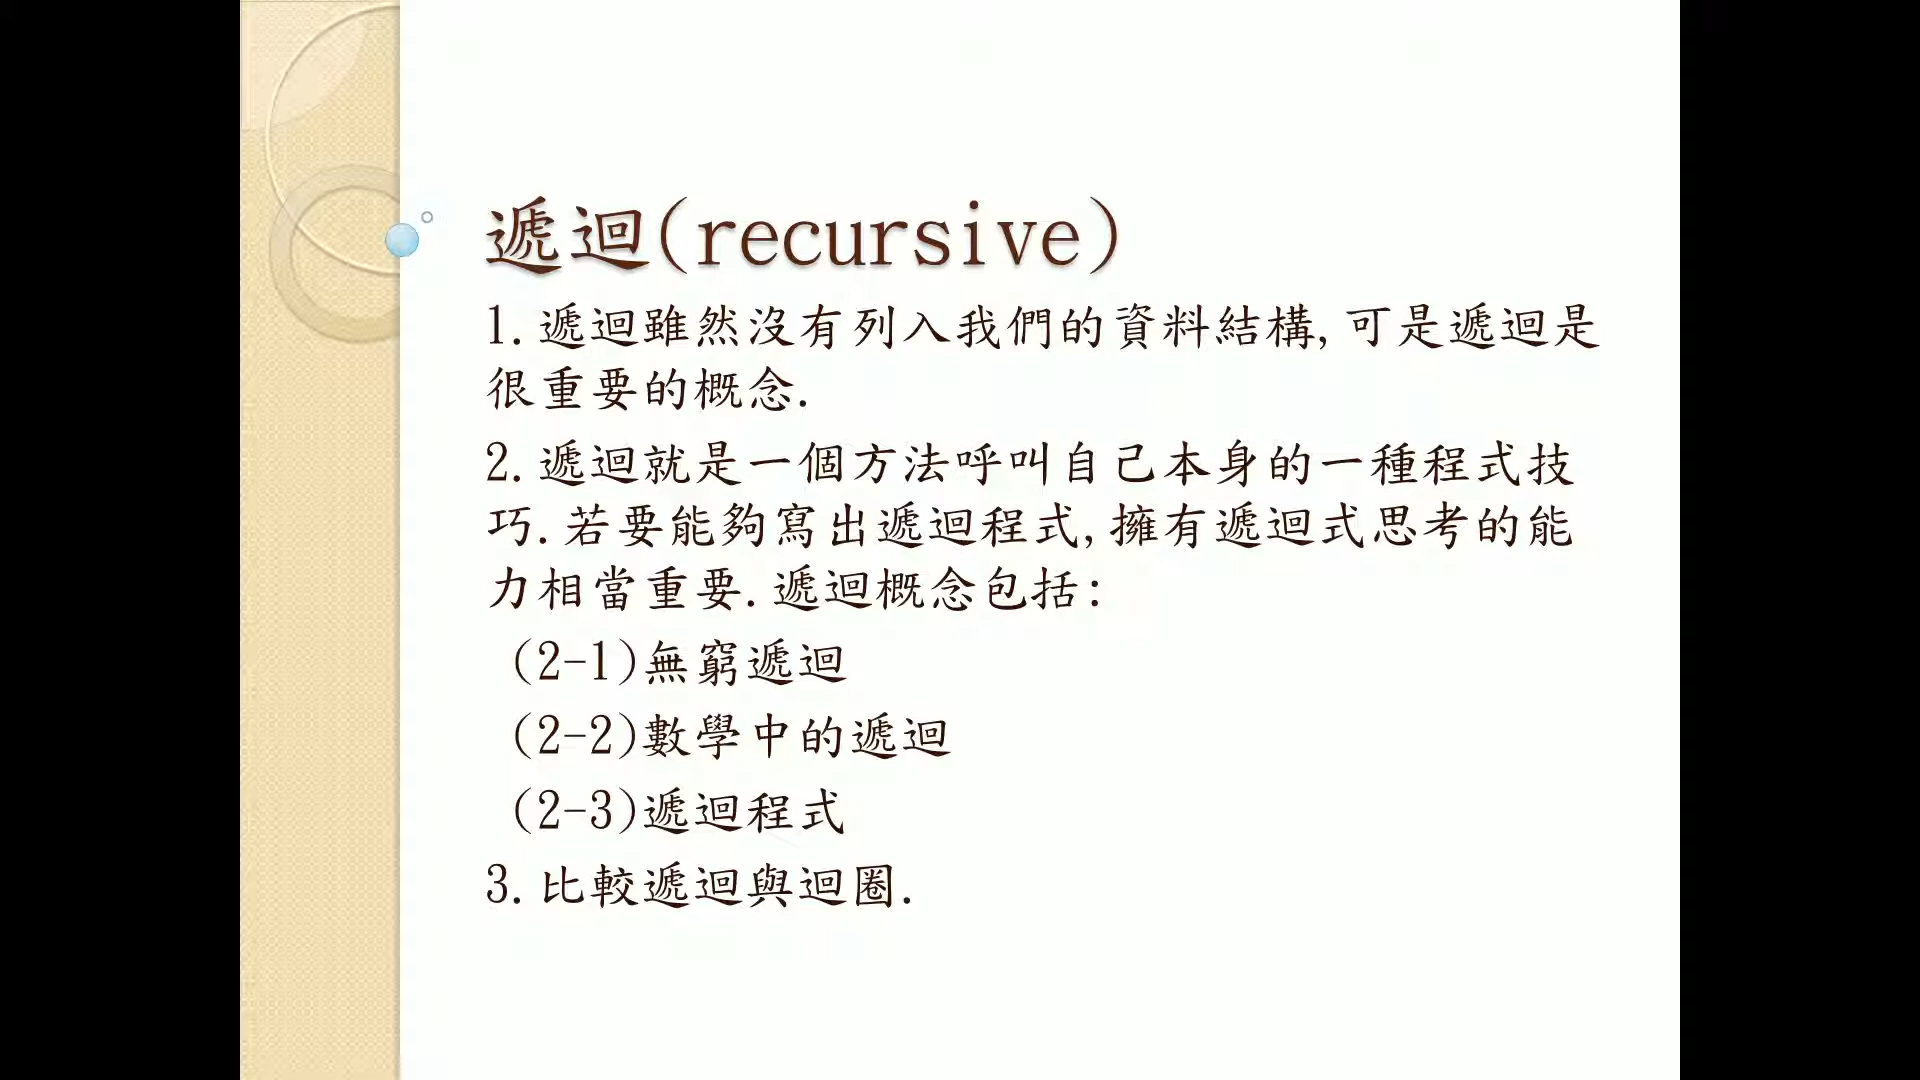 遞迴(recursive)
1.遞迴雖然沒有列入我們的資料結構,可是遞迴是
很重要的概念.
2.遞迴就是一個方法呼叫自己本身的一種程式技
巧.若要能夠寫出遞迴程式,擁有遞迴式思考的能
力相當重要.遞迴概念包括:
(2-1)無窮遞迴
(2-2)數學中的遞迴
(2-3)遞迴程式
3.比較遞迴與迴圈.